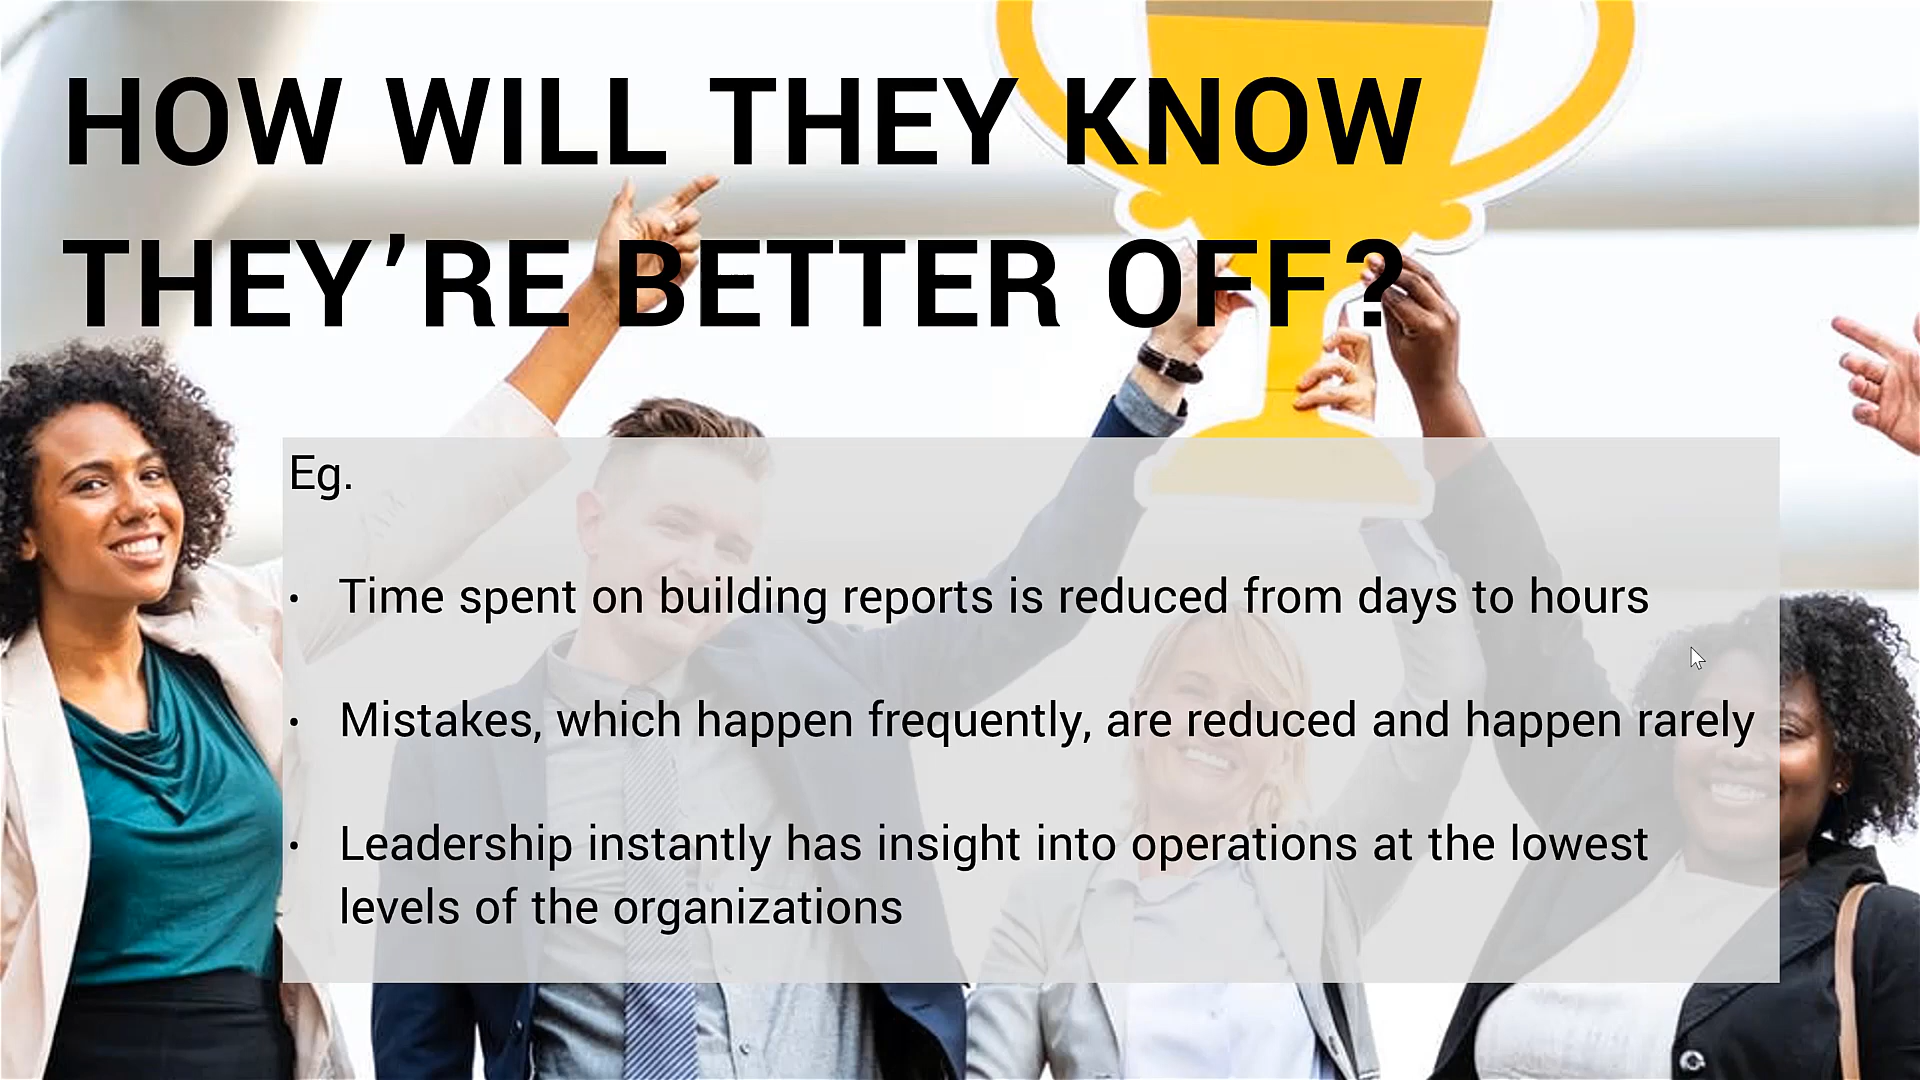 HOW WILL THEY KNOW
THEY’RE BETTER OFF?
Eg.
• Time spent on building reports is reduced from days to hours
• Mistakes, which happen frequently, are reduced and happen rarely
• Leadership instantly has insight into operations at the lowest
levels of the organizations